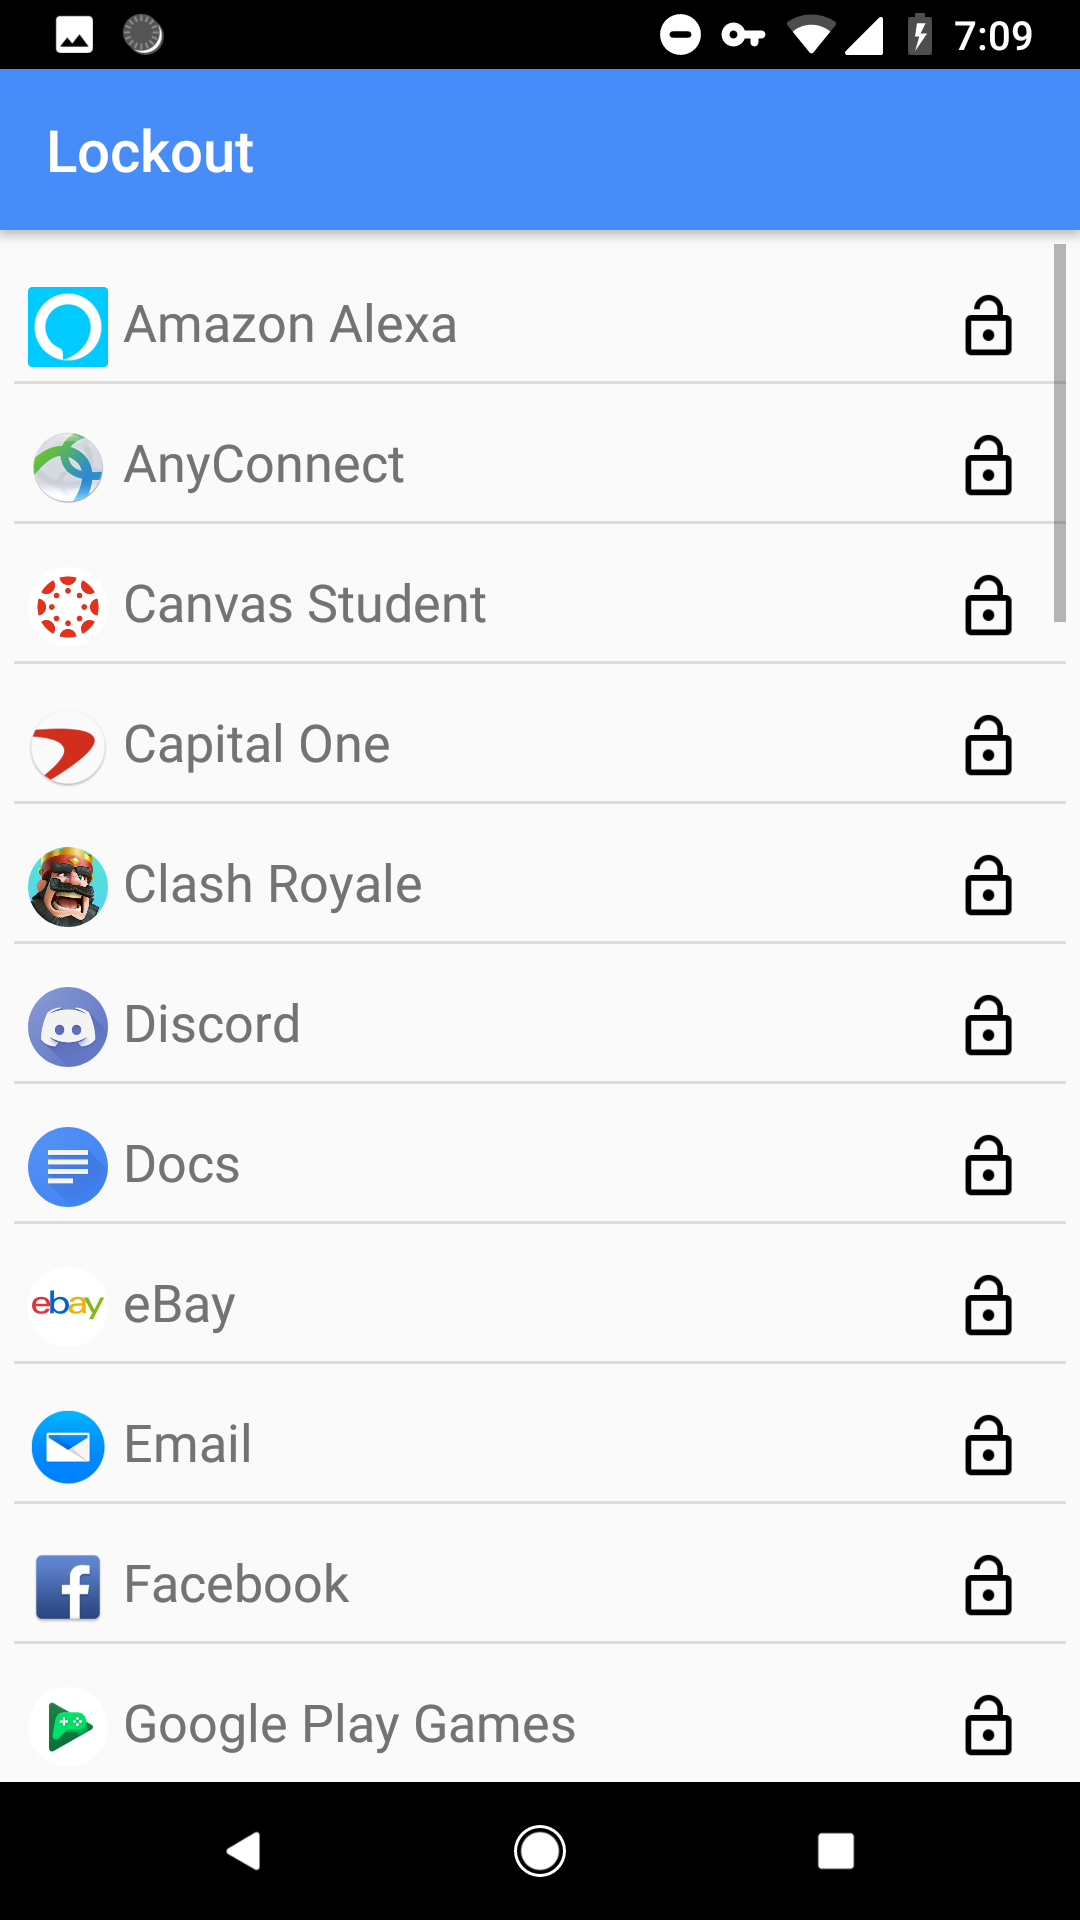 7:09
Lockout
Amazon Alexa
AnyConnect
Canvas Student
Capital One
Clash Royale
Discord
Docs
ebay eBay
Email
f Facebook
Google Play Games